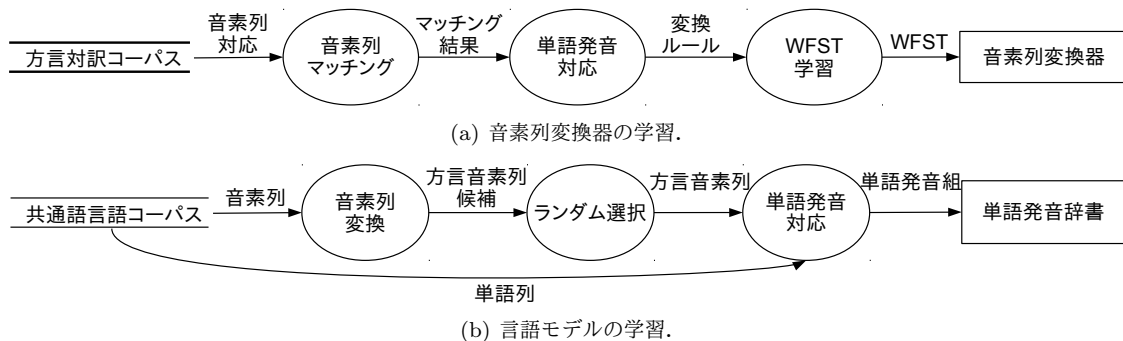 方言対訳コーパス
音素列
対応
音素列
マッチング
マッチング
結果
単語発音
対応
変換
ルール
WFST
学習
WFST
音素列変換器
(a) 音素列変換器の学習.
共通語言語コーパス
音素列
音素列
変換
方言音素列
候補
ランダム選択
方言音素列
単語発音
対応
単語発音組
単語発音辞書
単語列
(b) 言語モデルの学習.